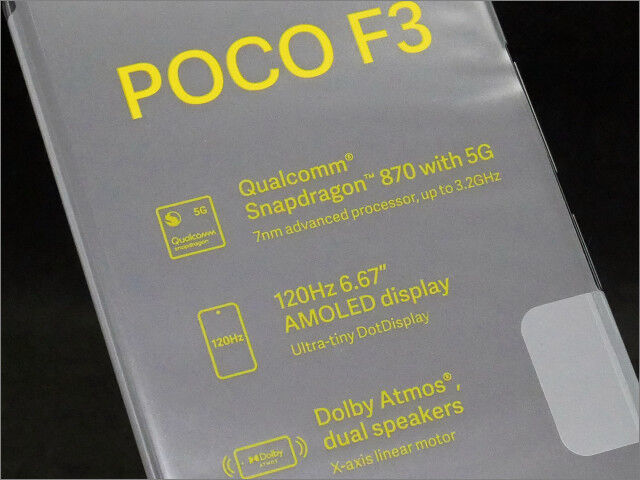 POCO F3
5G
Qualcomm
snapdragon
Qualcomm®
Snapdragon™ 870 with 5G
7nm advanced processor, up to 3.2GHz
120Hz
120Hz 6.67"
AMOLED display
Ultra-tiny DotDisplay
Dolby
ATMOS
Dolby Atmos®,
dual speakers
X-axis linear motor